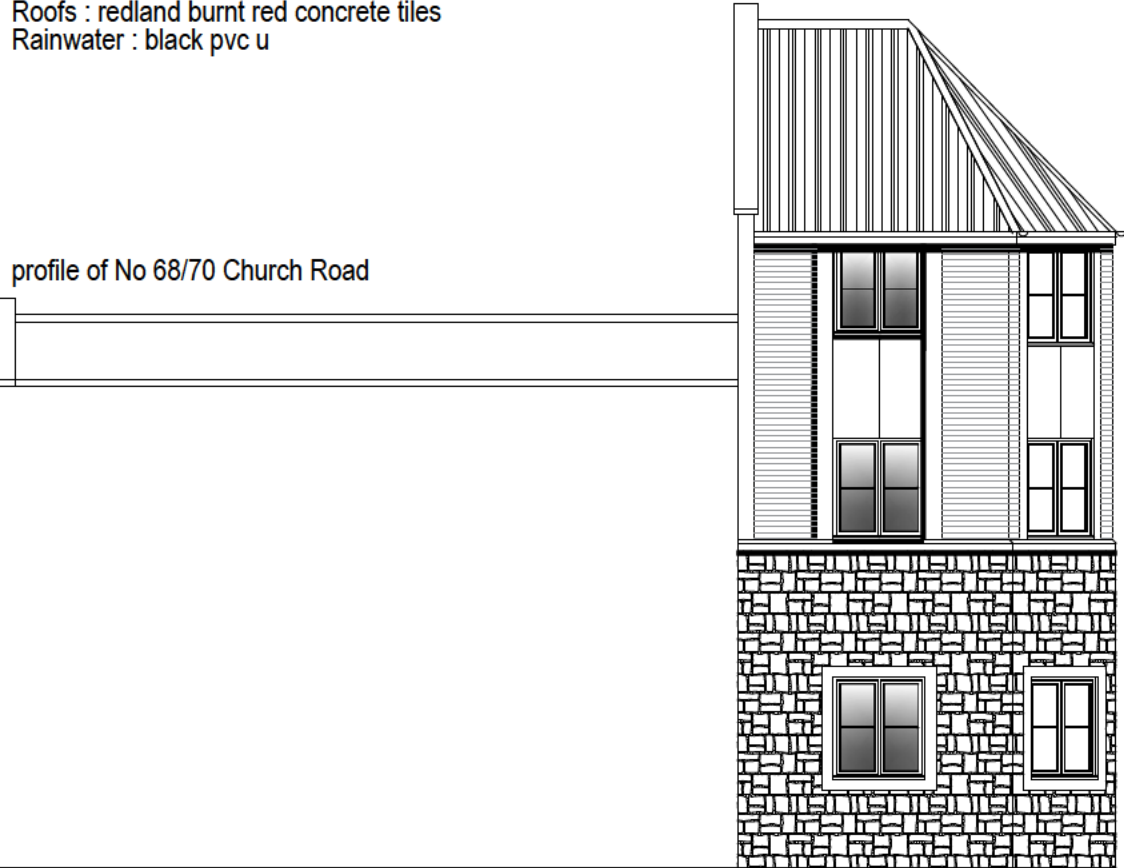 Roofs : redland burnt red concrete tiles
Rainwater : black pvc u
profile of No 68/70 Church Road